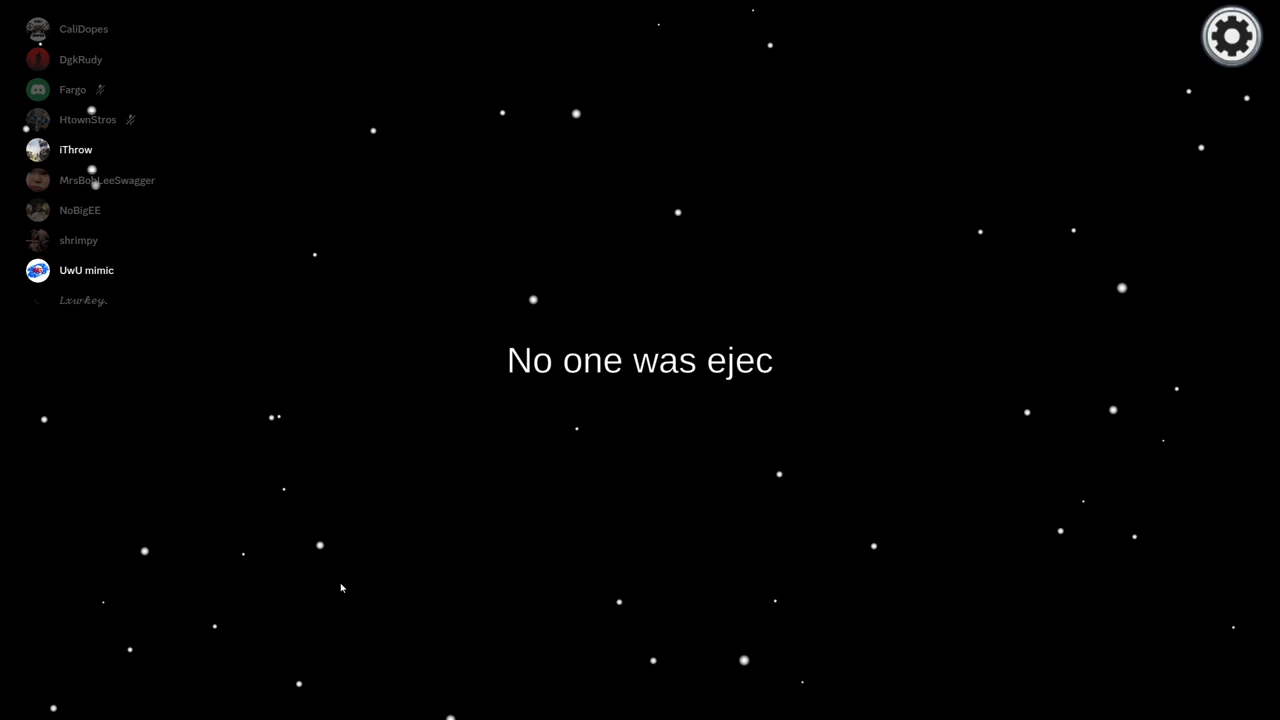 CaliDopes
DgkRudy
Fargo
HtownStros
iThrow
MrsBobLeeSwagger
NoBigEE
shrimpy
UwU mimic
Lxwkey.
No one was ejec